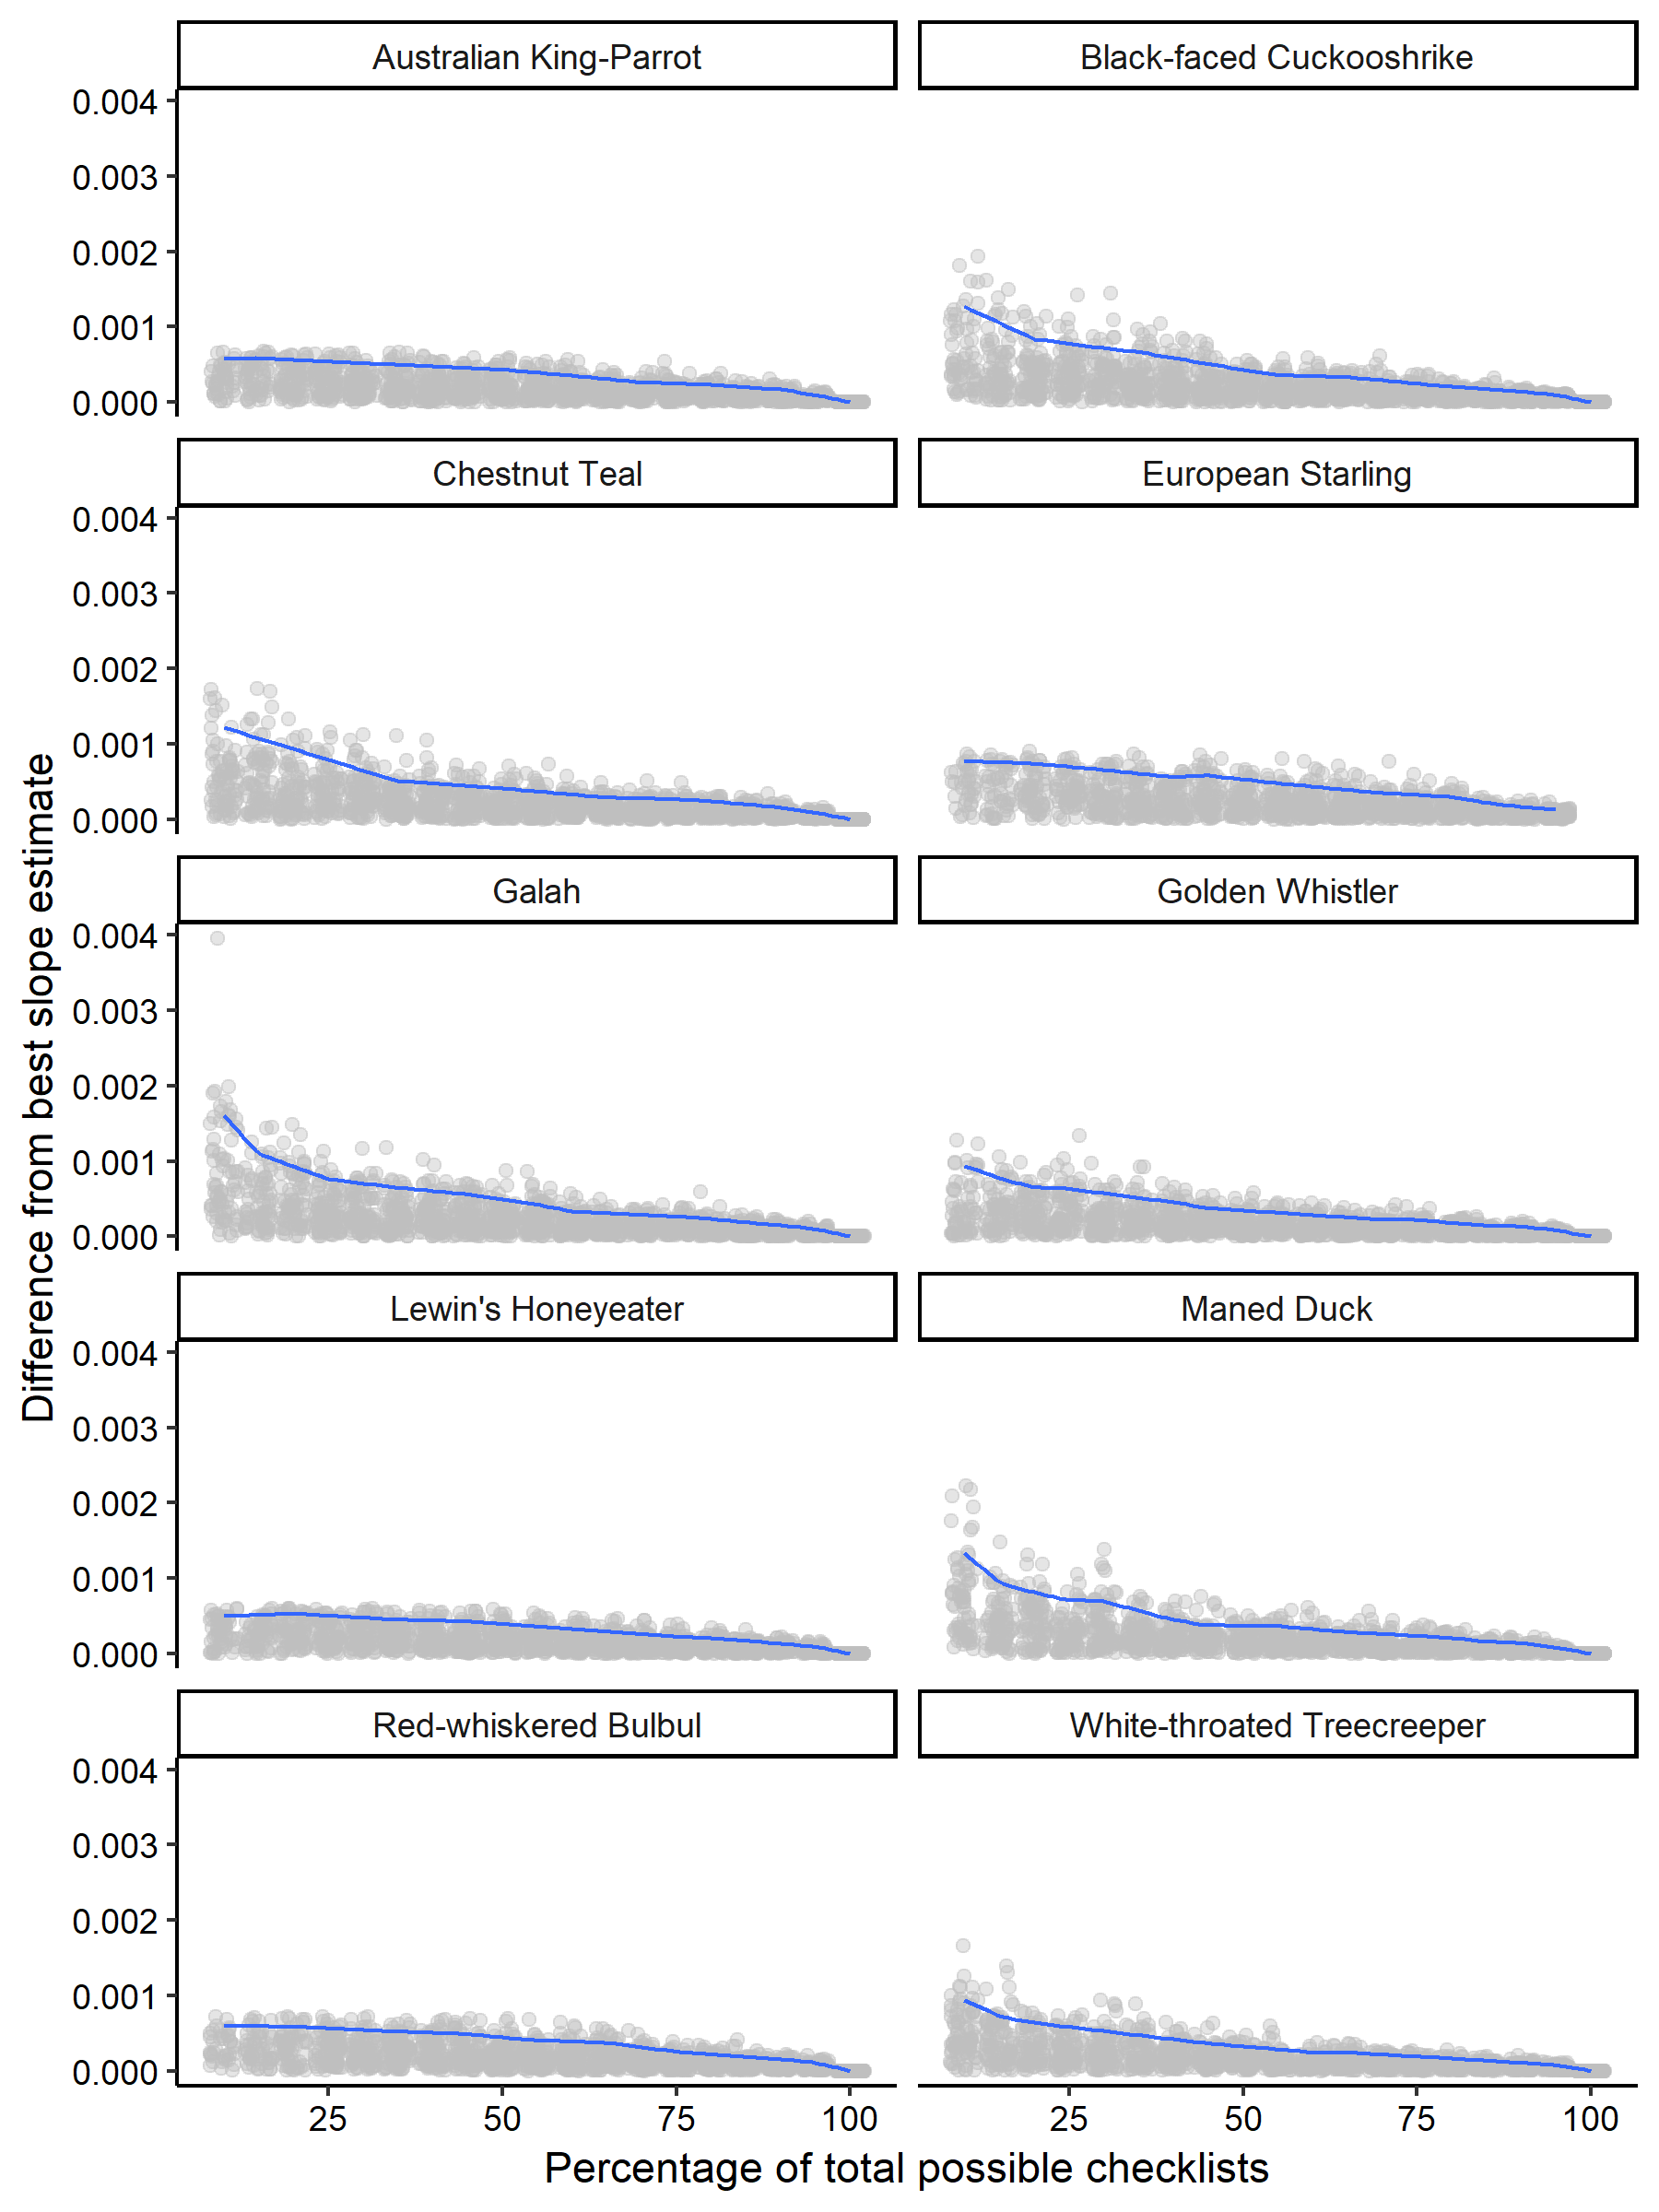 Australian King-Parrot
Black-faced Cuckooshrike
0.004
0.003
0.002
0.001
0.000
Chestnut Teal
European Starling
0.004
0.003
0.002
0.001
0.000
Galah
Golden Whistler
0.004
0.003
0.002
0.001
0.000
Lewin's Honeyeater
Maned Duck
0.004
0.003
0.002
0.001
0.000
Red-whiskered Bulbul
White-throated Treecreeper
0.004
0.003
0.002
0.001
0.000
25 50 75 100
25 50 75 100
Percentage of total possible checklists
Difference from best slope estimate